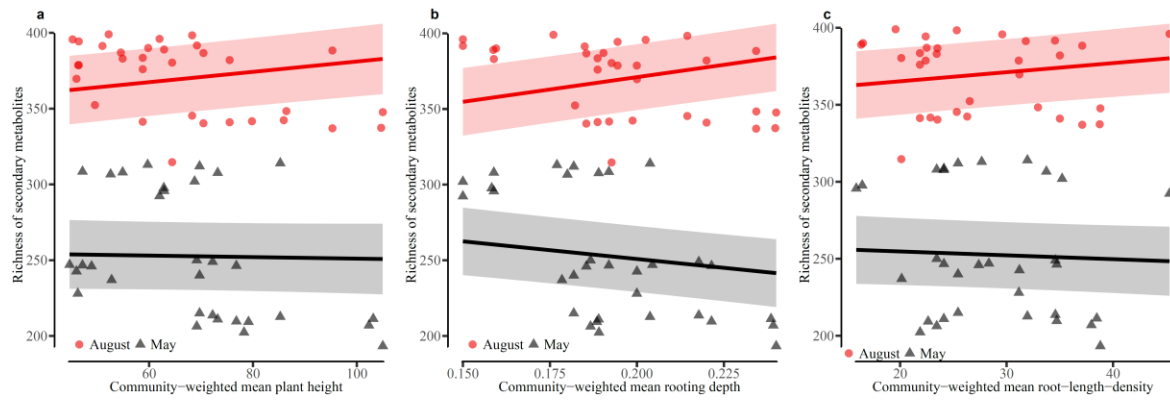 a
400
350
300
250
200
Richness of secondary metabolites
August May
60 80 100
Community−weighted mean plant height
b
400
350
300
250
200
Richness of secondary metabolites
August May
0.150 0.175 0.200 0.225
Community−weighted mean rooting depth
c
400
350
300
250
200
Richness of secondary metabolites
August May
20 30 40
Community−weighted mean root−length−density